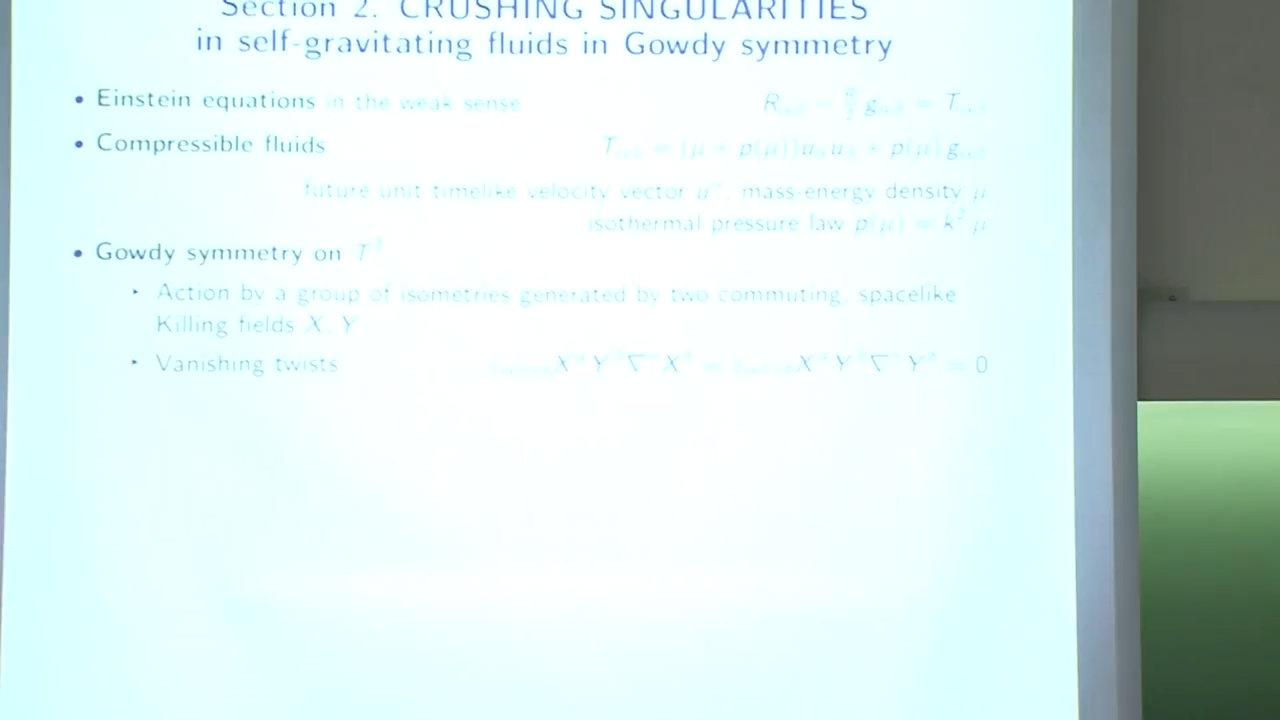 Section 2. CRUSHING SINGULARITIES
in self-gravitating fluids in Gowdy symmetry
• Einstein equations in the weak sense
• Compressible fluids
future unit timelike velocity vector u, mass-energy density μ
isothermal pressure law p(μ) = k² μ
• Gowdy symmetry on T³
‣ Action by a group of isometries generated by two commuting, spacelike
Killing fields X, Y
‣ Vanishing twists = 0